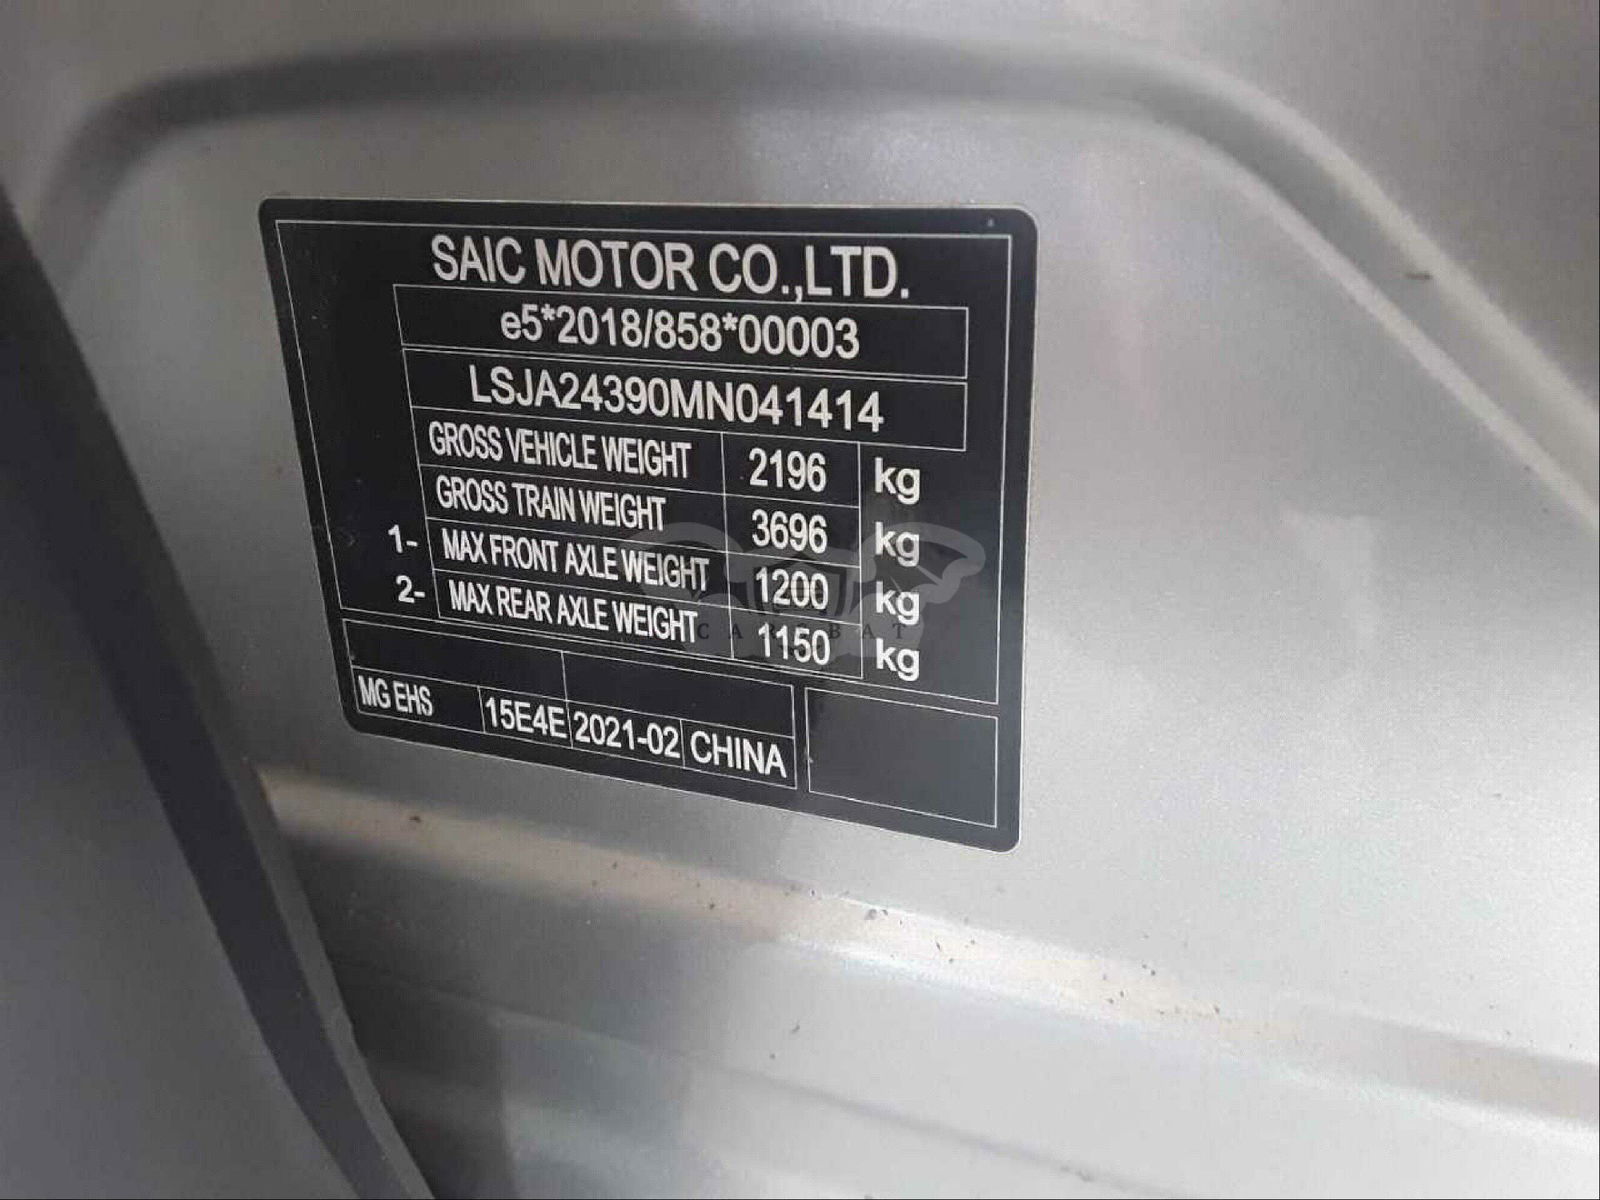 SAIC MOTOR CO.,LTD.
e5*2018/858*00003
LSJA24390MN041414
GROSS VEHICLE WEIGHT 2196 kg
GROSS TRAIN WEIGHT 3696 kg
1- MAX FRONT AXLE WEIGHT 1200 kg
2- MAX REAR AXLE WEIGHT 1150 kg
MG EHS 15E4E 2021-02 CHINA